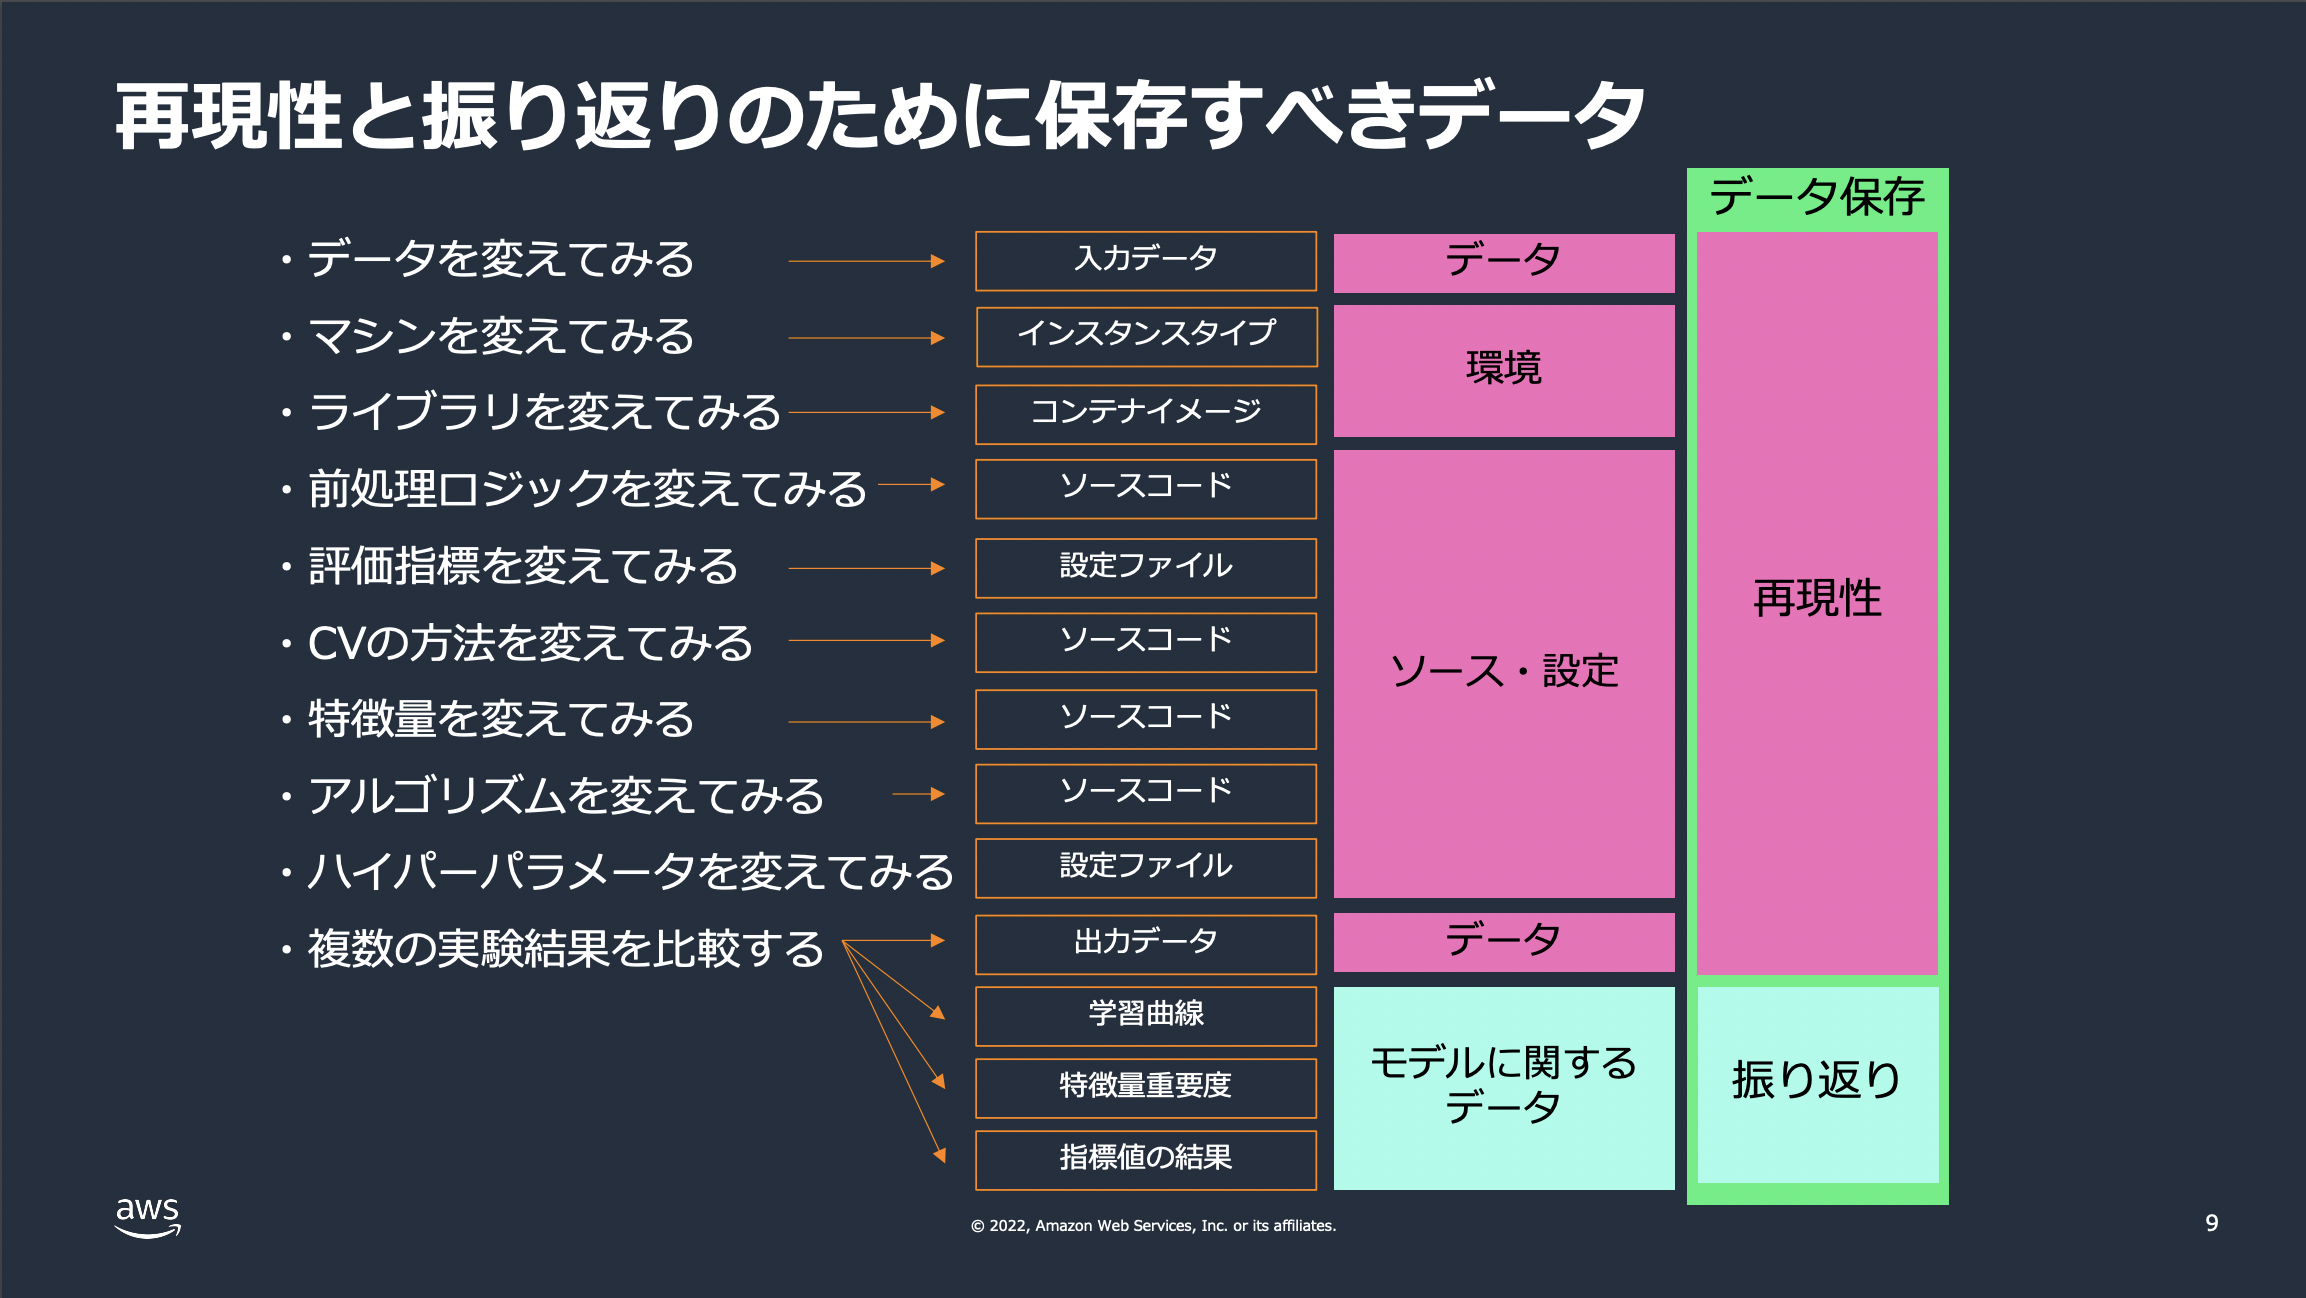 再現性と振り返りのために保存すべきデータ
データ保存
・データを変えてみる
入力データ
データ
・マシンを変えてみる
インスタンスタイプ
環境
・ライブラリを変えてみる
コンテナイメージ
・前処理ロジックを変えてみる
ソースコード
・評価指標を変えてみる
設定ファイル
再現性
・CVの方法を変えてみる
ソースコード
ソース・設定
・特徴量を変えてみる
ソースコード
・アルゴリズムを変えてみる
ソースコード
・ハイパーパラメータを変えてみる
設定ファイル
・複数の実験結果を比較する
出力データ
データ
学習曲線
モデルに関する
データ
特徴量重要度
振り返り
指標値の結果
aws
© 2022, Amazon Web Services, Inc. or its affiliates.
9